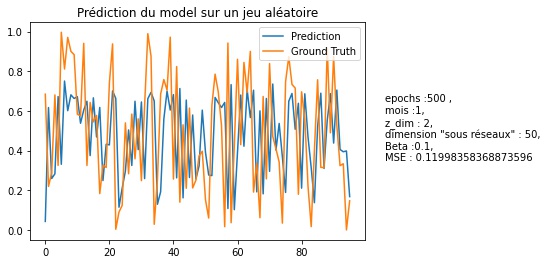 Prédiction du model sur un jeu aléatoire
Prediction
Ground Truth
1.0
0.8
0.6
0.4
0.2
0.0
0
20
40
60
80
epochs :500 ,
mois :1,
z_dim : 2,
dimension "sous réseaux" : 50,
Beta :0.1,
MSE : 0.11998358368873596